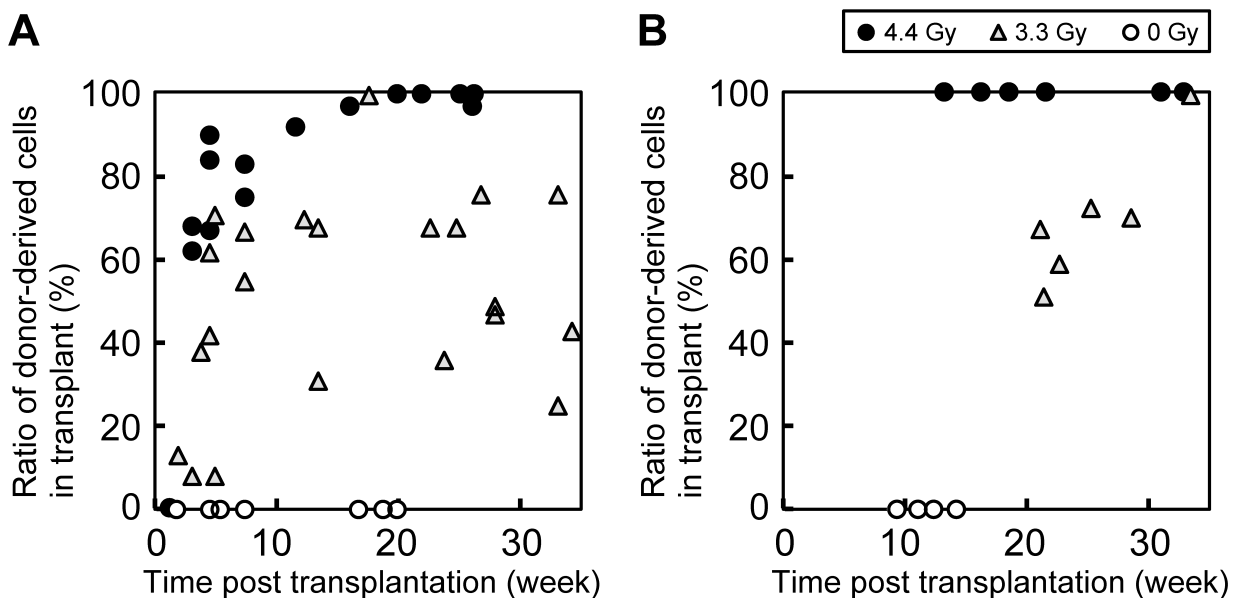 A
B
● 4.4 Gy △ 3.3 Gy ○ 0 Gy
Ratio of donor-derived cells
in transplant (%)
100
80
60
40
20
0
0 10 20 30
Time post transplantation (week)
Ratio of donor-derived cells
in transplant (%)
100
80
60
40
20
0
0 10 20 30
Time post transplantation (week)